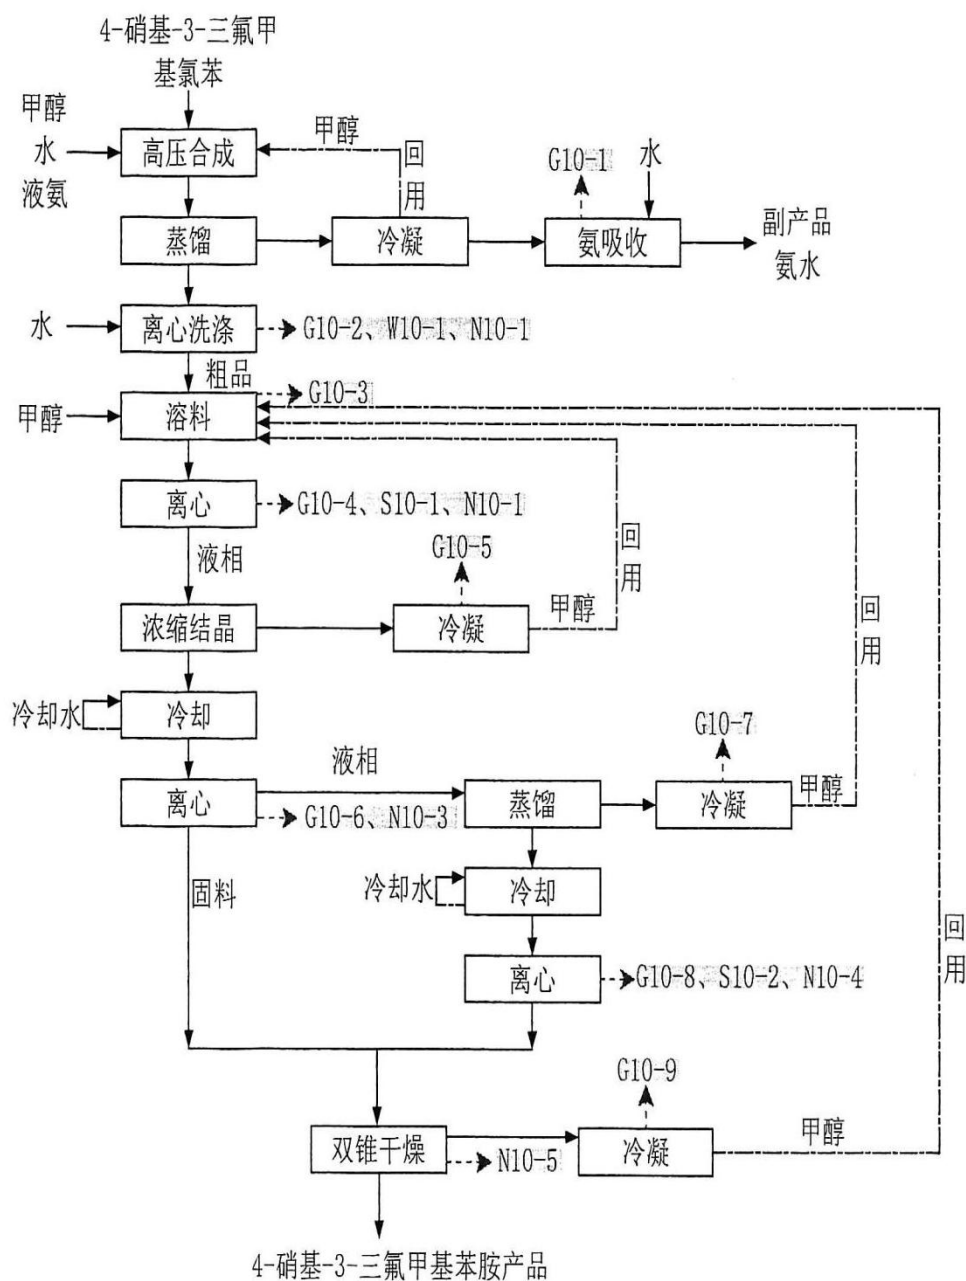 4-硝基-3-三氟甲
基氯苯
甲醇
水
液氨
高压合成
甲醇
回
用
G10-1
水
蒸馏
冷凝
氨吸收
副产品
氨水
水
离心洗涤
G10-2、W10-1、N10-1
粗品
G10-3
甲醇
溶料
离心
G10-4、S10-1、N10-1
液相
G10-5
回
用
浓缩结晶
冷凝
甲醇
回
用
冷却水
冷却
G10-7
离心
液相
G10-6、N10-3
蒸馏
冷凝
甲醇
固料
冷却水
冷却
回
用
离心
G10-8、S10-2、N10-4
G10-9
双锥干燥
N10-5
冷凝
甲醇
4-硝基-3-三氟甲基苯胺产品